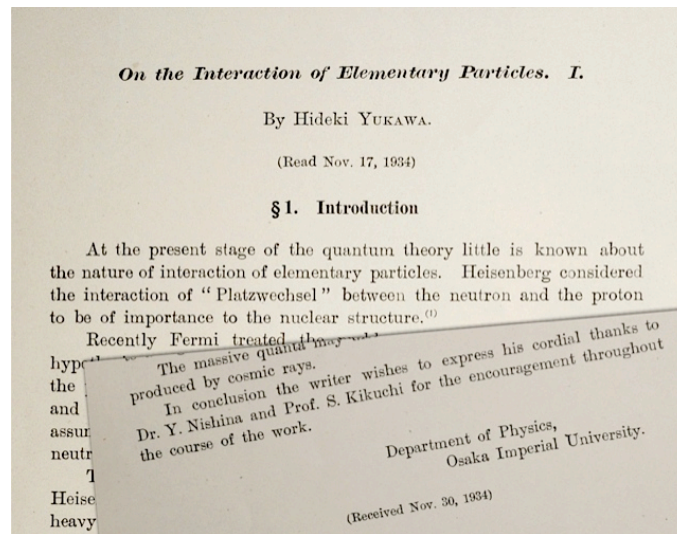 On the Interaction of Elementary Particles. I.
By Hideki YUKAWA.
(Read Nov. 17, 1934)
§ 1. Introduction
At the present stage of the quantum theory little is known about
the nature of interaction of elementary particles. Heisenberg considered
the interaction of “ Platzwechsel ” between the neutron and the proton
to be of importance to the nuclear structure.(1)
Recently Fermi treated
the
and
The massive quanta may
produced by cosmic rays.
In conclusion the writer wishes to express his cordial thanks to
Dr. Y. Nishina and Prof. S. Kikuchi for the encouragement throughout
the course of the work.
Department of Physics,
Osaka Imperial University.
(Received Nov. 30, 1934)
heavy